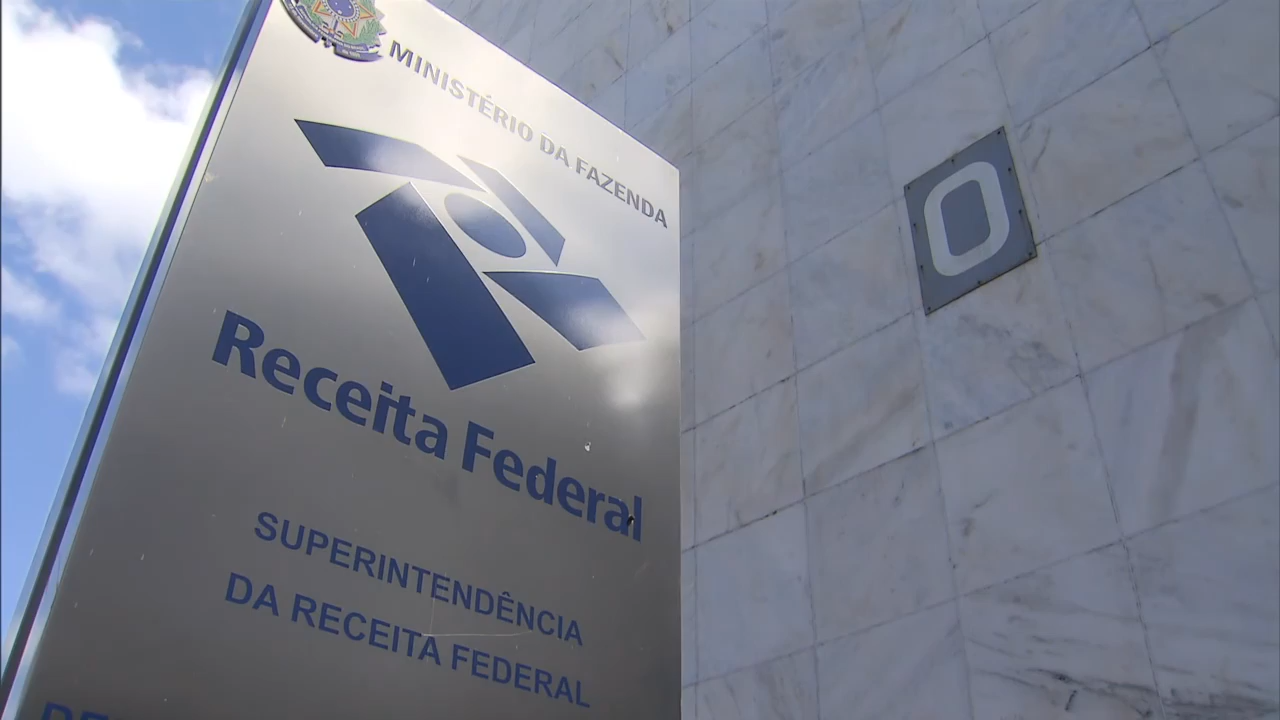 MINISTÉRIO DA FAZENDA
Receita Federal
SUPERINTENDÊNCIA
DA RECEITA FEDERAL
O